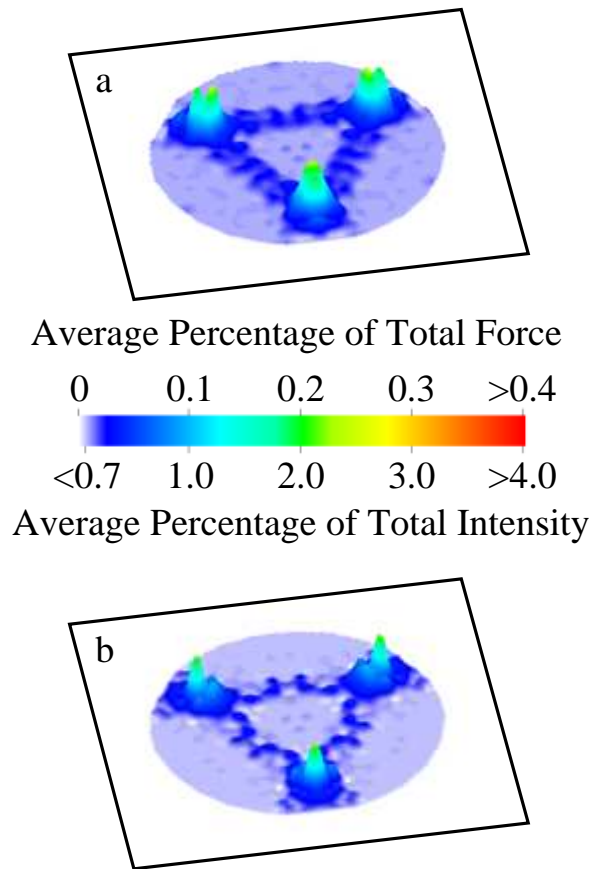 a
Average Percentage of Total Force
0 0.1 0.2 0.3 >0.4
<0.7 1.0 2.0 3.0 >4.0
Average Percentage of Total Intensity
b